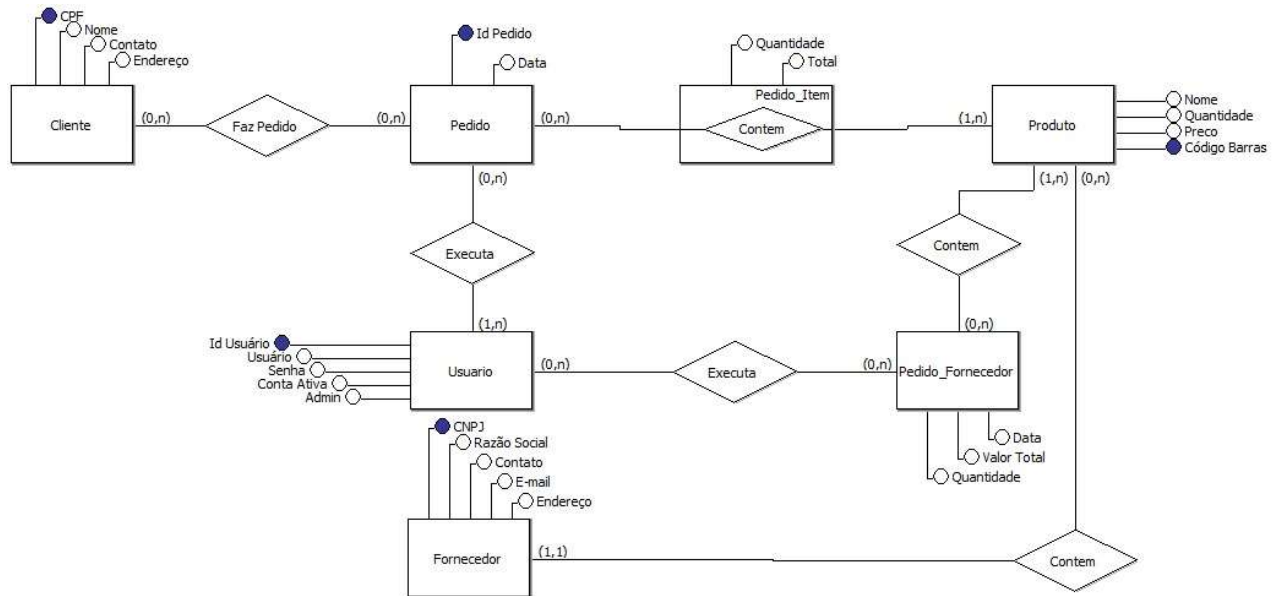 CPF
Nome
Contato
Endereço
Cliente
(0,n)
Faz Pedido
(0,n)
Id Pedido
Data
Pedido
(0,n)
(0,n)
Quantidade
Total
Pedido_Item
Contem
(1,n)
Produto
Nome
Quantidade
Preco
Código Barras
(1,n)
(0,n)
Executa
Contem
(1,n)
(0,n)
Id Usuário
Usuário
Senha
Conta Ativa
Admin
Usuario
(0,n)
Executa
(0,n)
Pedido_Fornecedor
Data
Valor Total
Quantidade
CNPJ
Razão Social
Contato
E-mail
Endereço
Fornecedor
(1,1)
Contem